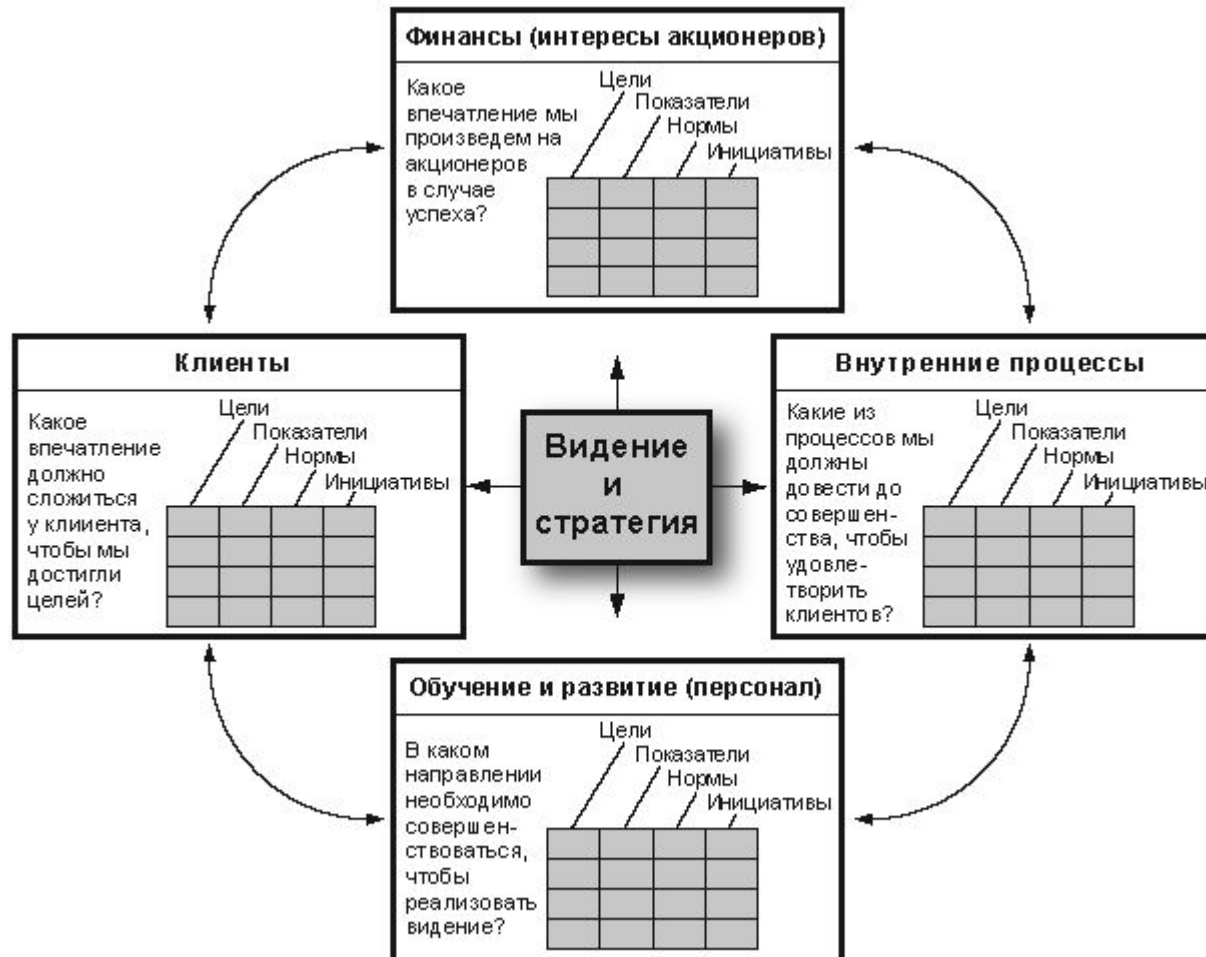 Финансы (интересы акционеров)
Какое
впечатление мы
произведем на
акционеров
в случае
успеха?
Цели
Показатели
Нормы
Инициативы
Клиенты
Какое
впечатление
должно
сложиться
у клииента,
чтобы мы
достигли
целей?
Цели
Показатели
Нормы
Инициативы
Видение
и
стратегия
Внутренние процессы
Какие из
процессов мы
должны
довести до
совершен-
ства, чтобы
удовле-
творить
клиентов?
Цели
Показатели
Нормы
Инициативы
Обучение и развитие (персонал)
В каком
направлении
необходимо
совершен-
ствоваться,
чтобы
реализовать
видение?
Цели
Показатели
Нормы
Инициативы